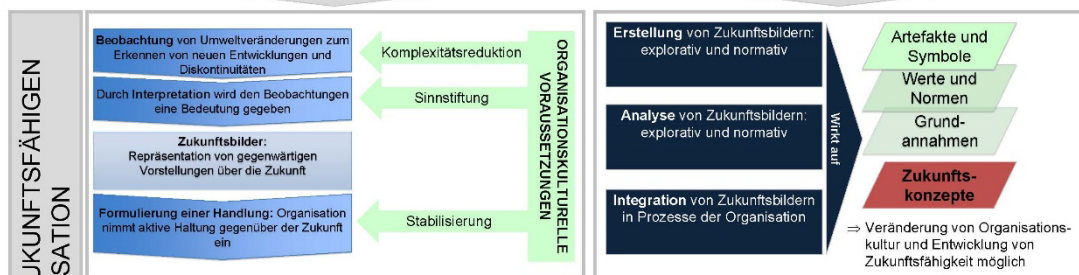 UKUNFTSFÄHIGEN
ISATION
Beobachtung von Umweltveränderungen zum
Erkennen von neuen Entwicklungen und
Diskontinuitäten
Durch Interpretation wird den Beobachtungen
eine Bedeutung gegeben
Zukunftsbilder:
Repräsentation von gegenwärtigen
Vorstellungen über die Zukunft
Formulierung einer Handlung: Organisation
nimmt aktive Haltung gegenüber der Zukunft
ein
Komplexitätsreduktion
Sinnstiftung
Stabilisierung
ORGANISATIONSKULTURELLE
VORAUSSETZUNGEN
Erstellung von Zukunftsbildern:
explorativ und normativ
Analyse von Zukunftsbildern:
explorativ und normativ
Integration von Zukunftsbildern
in Prozesse der Organisation
Wirkt auf
Artefakte und
Symbole
Werte und
Normen
Grund-
annahmen
Zukunfts-
konzepte
⇒ Veränderung von Organisations-
kultur und Entwicklung von
Zukunftsfähigkeit möglich